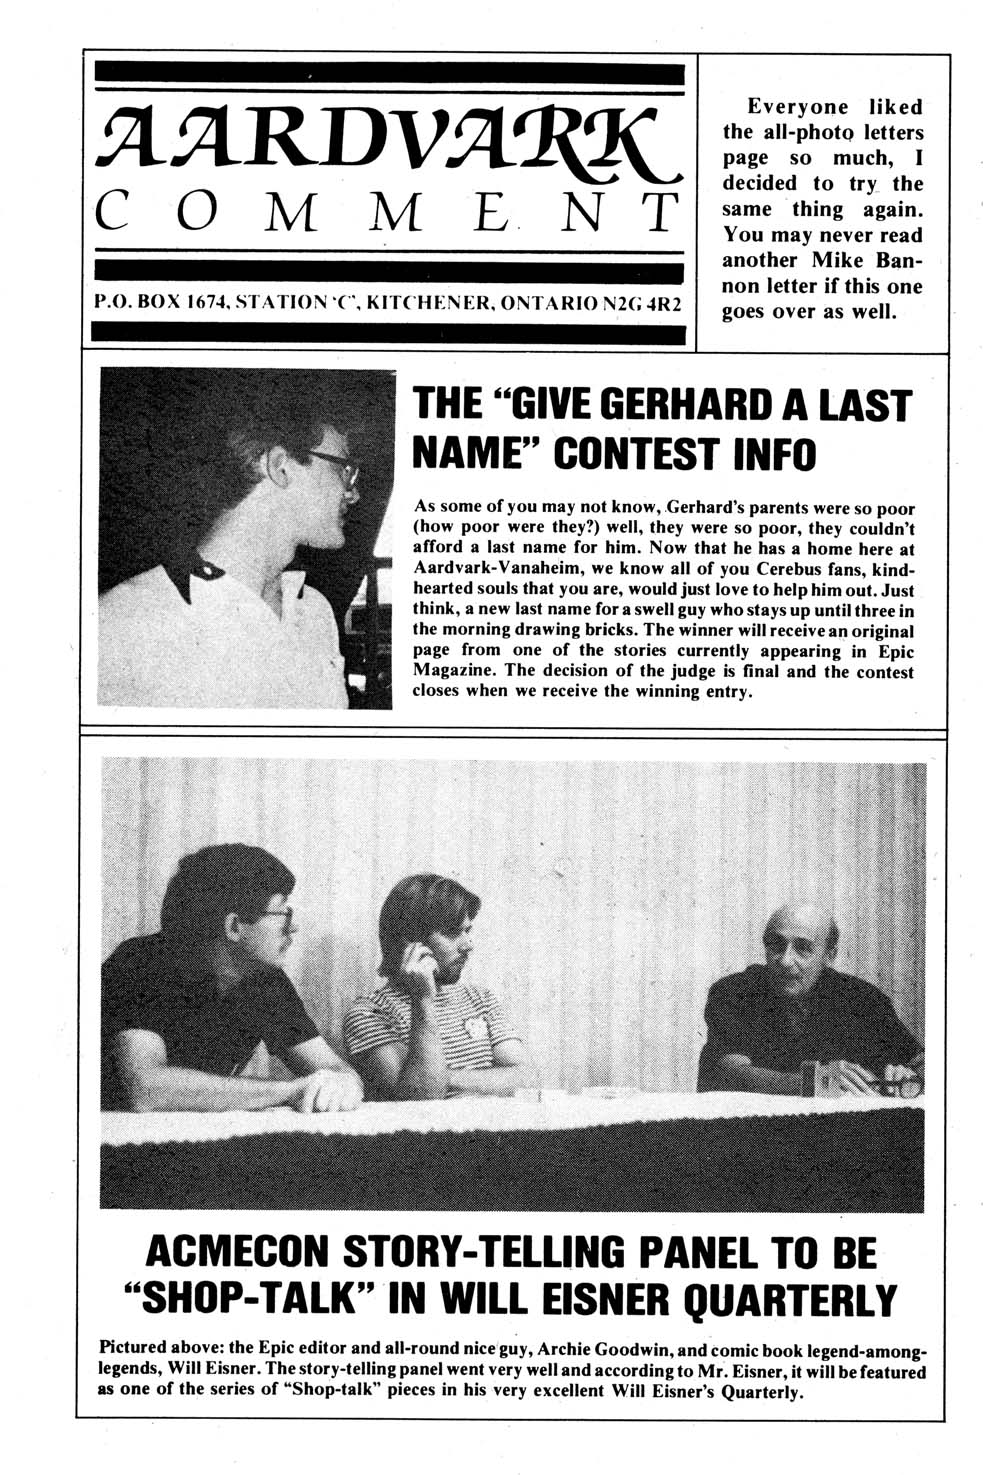 AARDVARK
COMMENT
P.O. BOX 1674, STATION 'C', KITCHENER, ONTARIO N2G 4R2
Everyone liked
the all-photo letters
page so much, I
decided to try the
same thing again.
You may never read
another Mike Ban-
non letter if this one
goes over as well.
THE “GIVE GERHARD A LAST
NAME” CONTEST INFO
As some of you may not know, Gerhard's parents were so poor
(how poor were they?) well, they were so poor, they couldn't
afford a last name for him. Now that he has a home here at
Aardvark-Vanaheim, we know all of you Cerebus fans, kind-
hearted souls that you are, would just love to help him out. Just
think, a new last name for a swell guy who stays up until three in
the morning drawing bricks. The winner will receive an original
page from one of the stories currently appearing in Epic
Magazine. The decision of the judge is final and the contest
closes when we receive the winning entry.
ACMECON STORY-TELLING PANEL TO BE
“SHOP-TALK” IN WILL EISNER QUARTERLY
Pictured above: the Epic editor and all-round nice guy, Archie Goodwin, and comic book legend-among-
legends, Will Eisner. The story-telling panel went very well and according to Mr. Eisner, it will be featured
as one of the series of “Shop-talk” pieces in his very excellent Will Eisner's Quarterly.